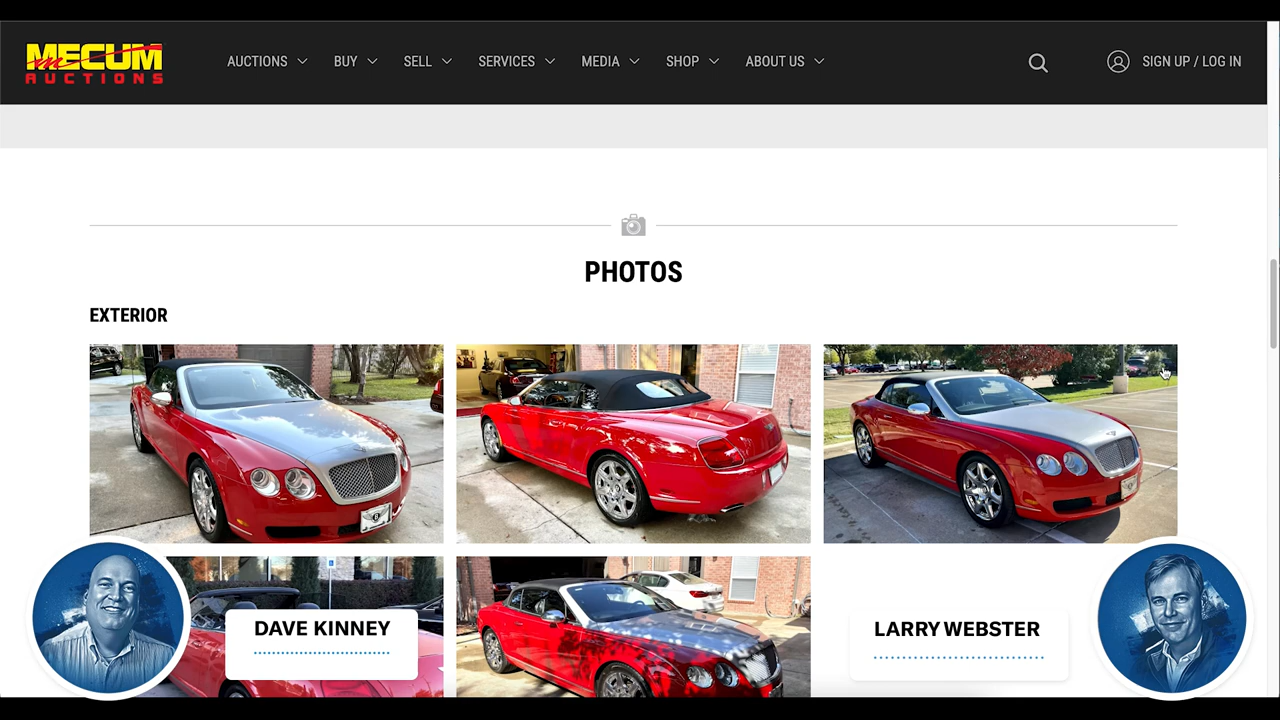 MECUM
AUCTIONS
AUCTIONS BUY SELL SERVICES MEDIA SHOP ABOUT US SIGN UP / LOG IN
PHOTOS
EXTERIOR
DAVE KINNEY
LARRY WEBSTER